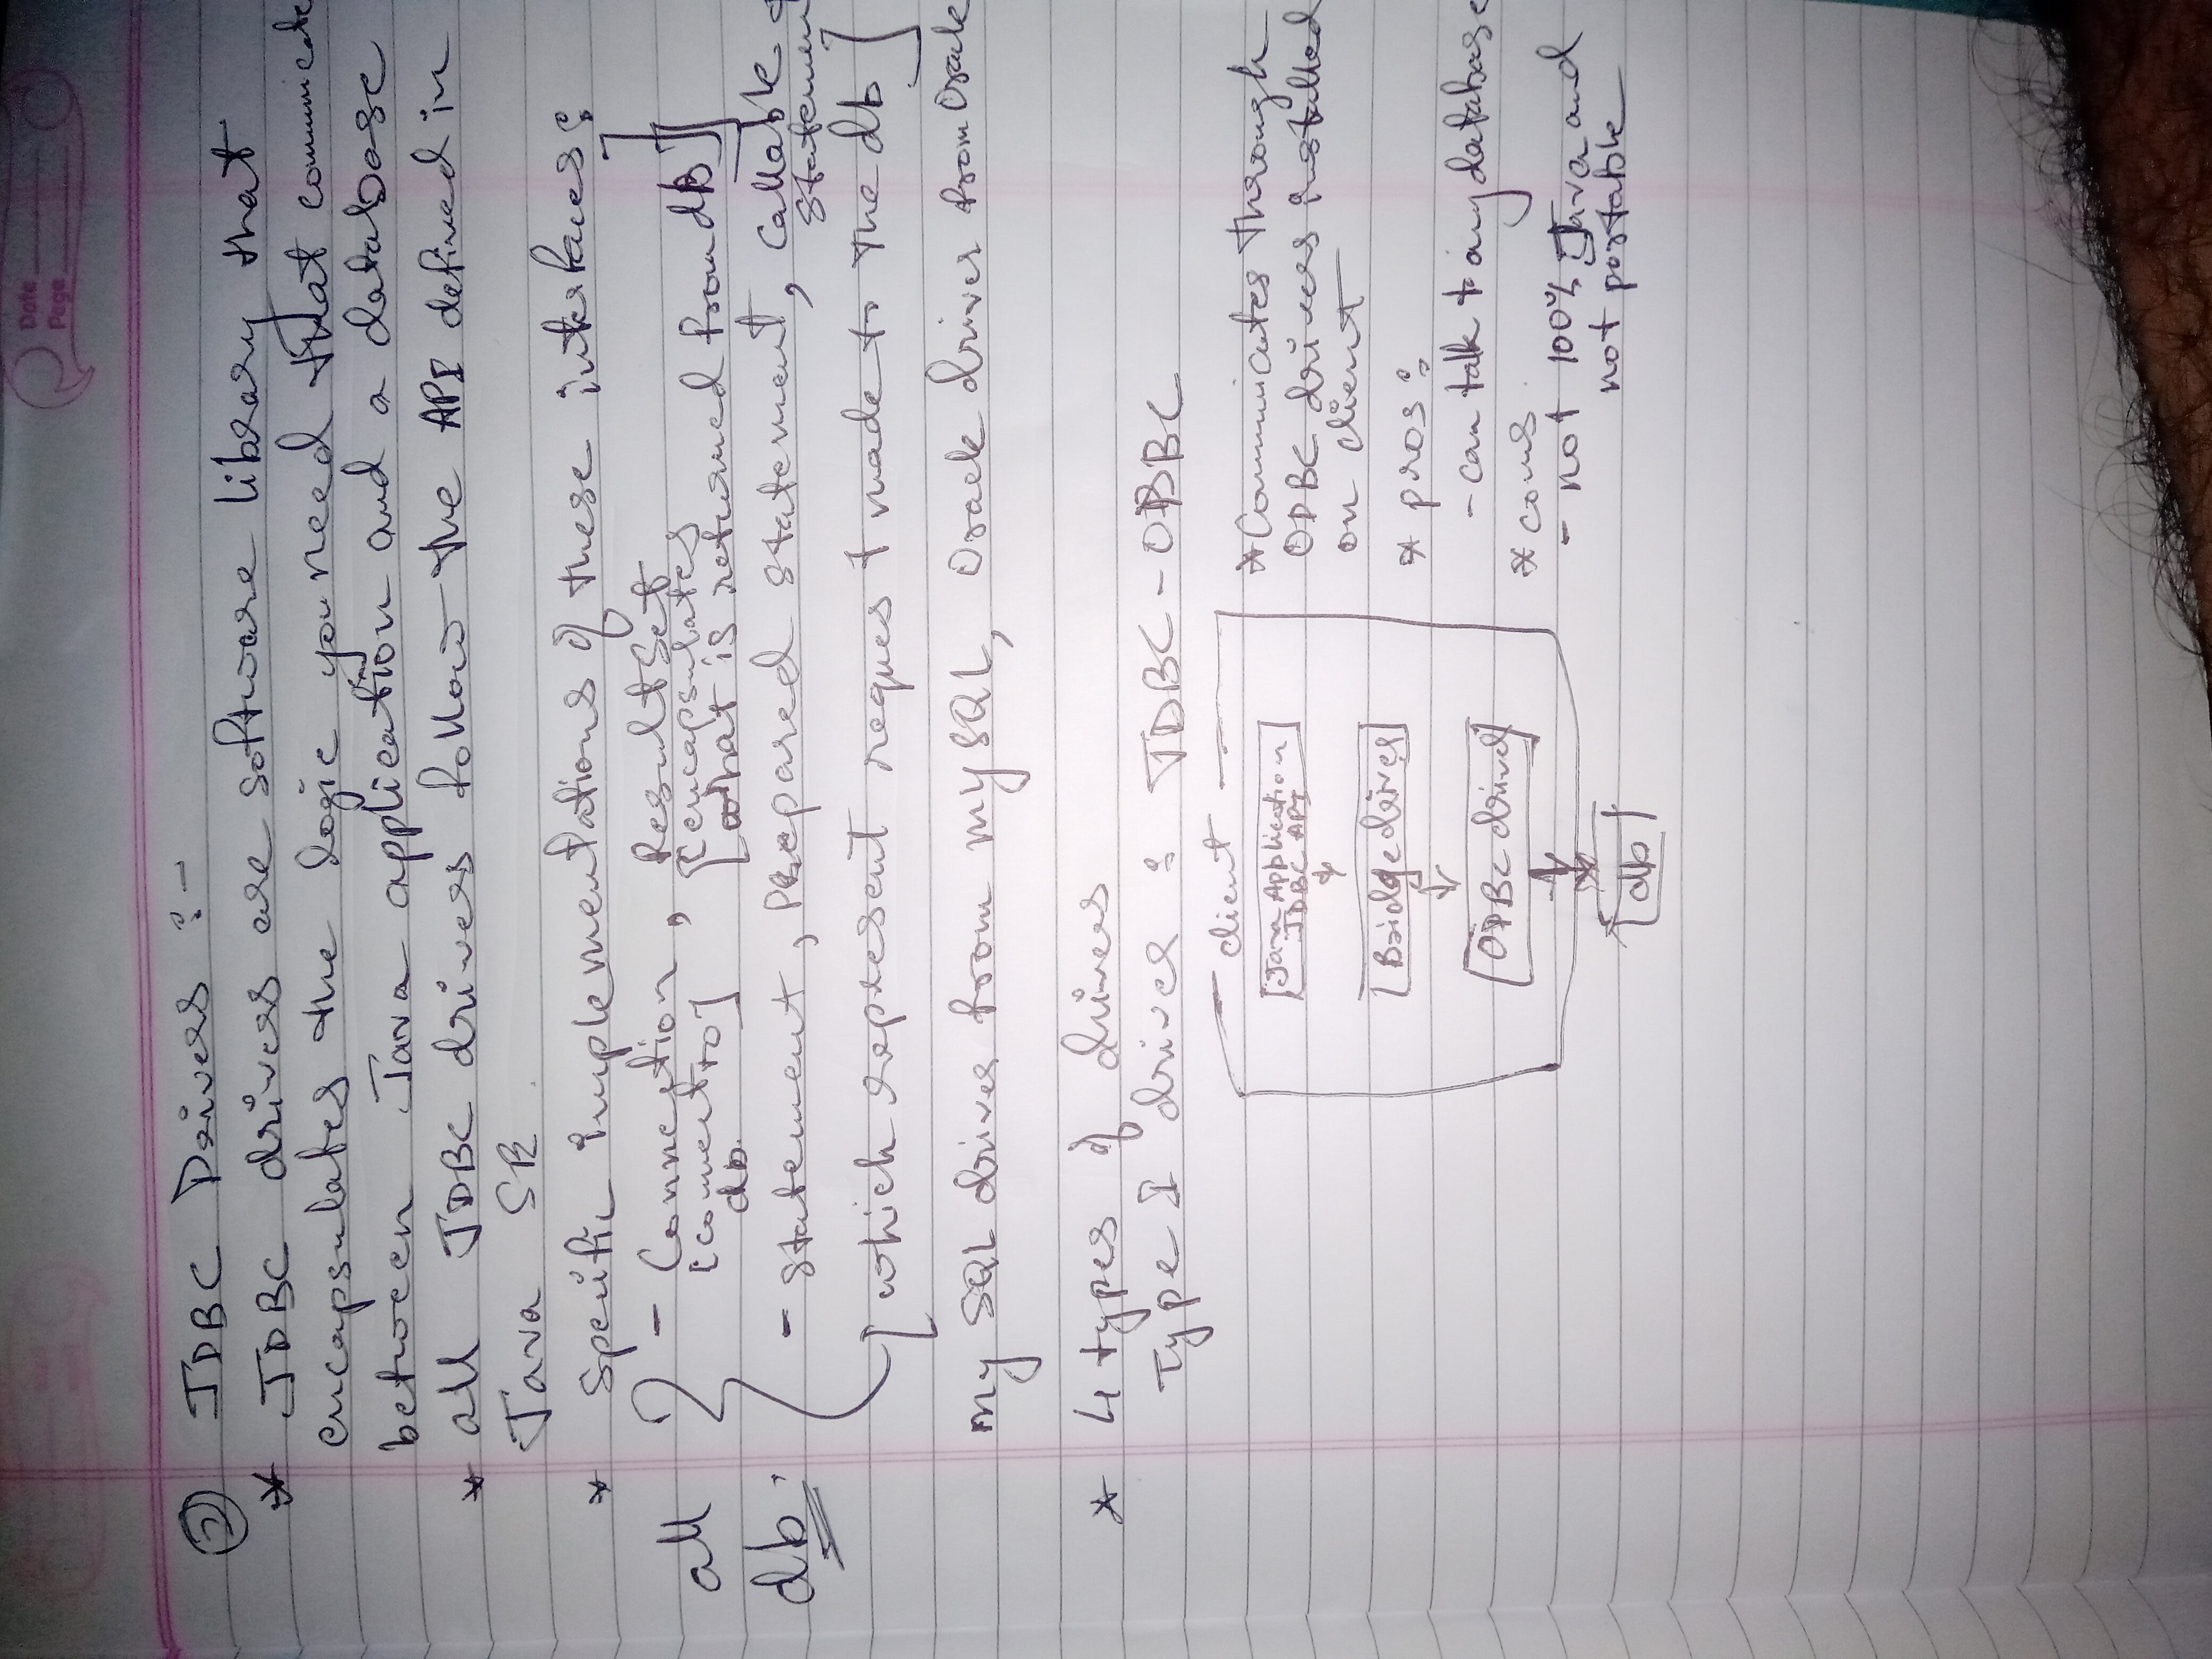 Date
Page
② JDBC Drivers :-
* JDBC drivers are software library that
encapsulates the logic you need that communicate
between Java application and a database
* all JDBC drivers follow the API defined in
Java SE
* Specific implementations of these interfaces :
- Connection , ResultSet,
[connect to db] [encapsulates
what is returned from dB]
all db.
- Statement, Prepared Statement, Callable
Statement
[which represent request made to the db]
my SQL driver from mySQL, Oracle driver from Oracle
* 4 types of drivers
Type I driver : JDBC-ODBC
client
Java Application
JDBC API
Bridge driver
ODBC driver
db
* Communicates through
ODBC drivers installed
on client
* pros :
- can talk to any database
* cons
- not 100% Java and
not portable